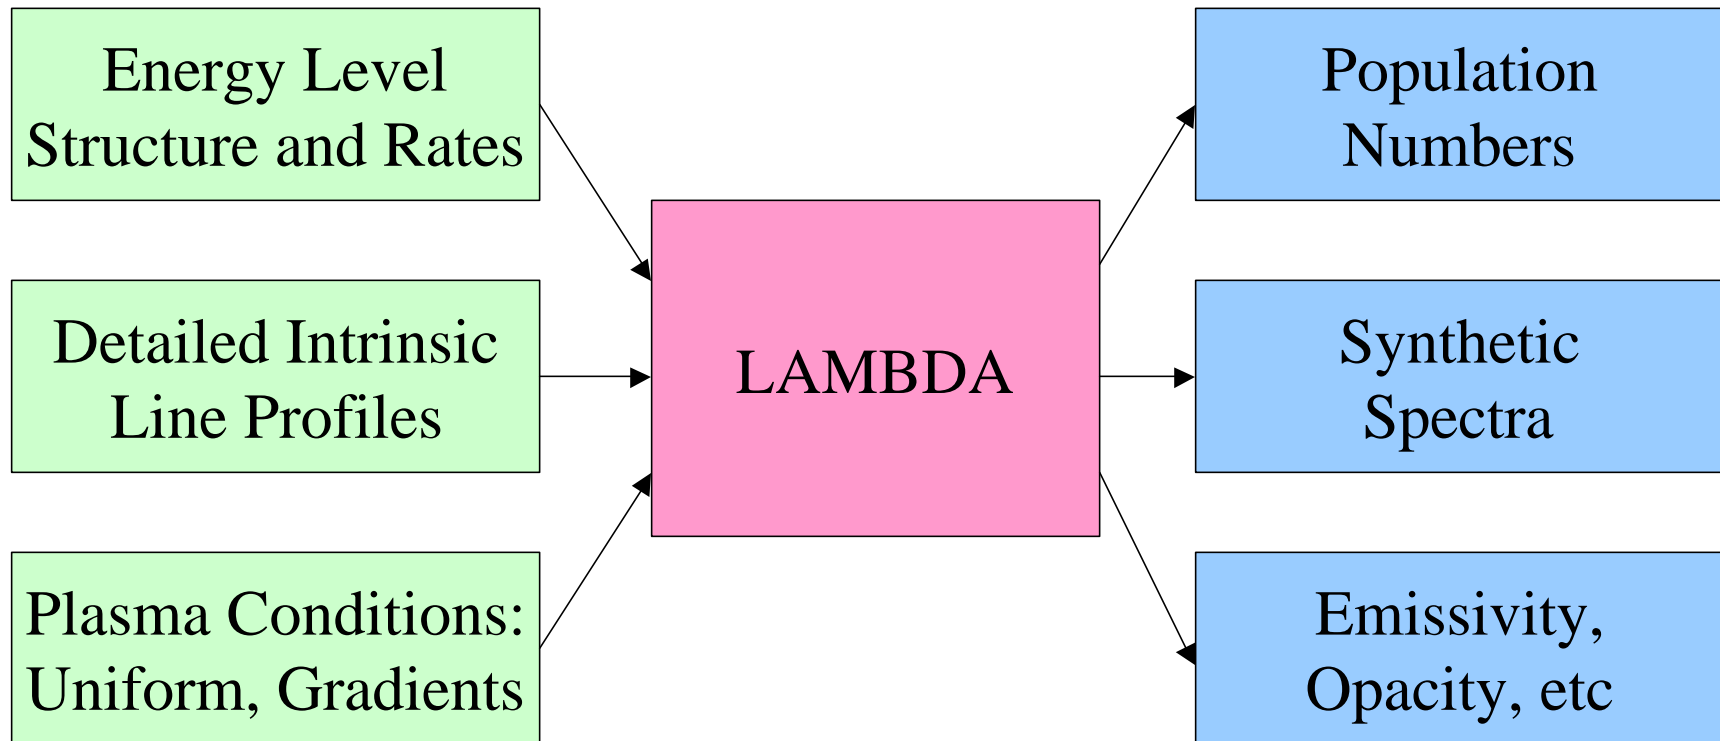 Energy Level
Structure and Rates
Detailed Intrinsic
Line Profiles
Plasma Conditions:
Uniform, Gradients
LAMBDA
Population
Numbers
Synthetic
Spectra
Emissivity,
Opacity, etc